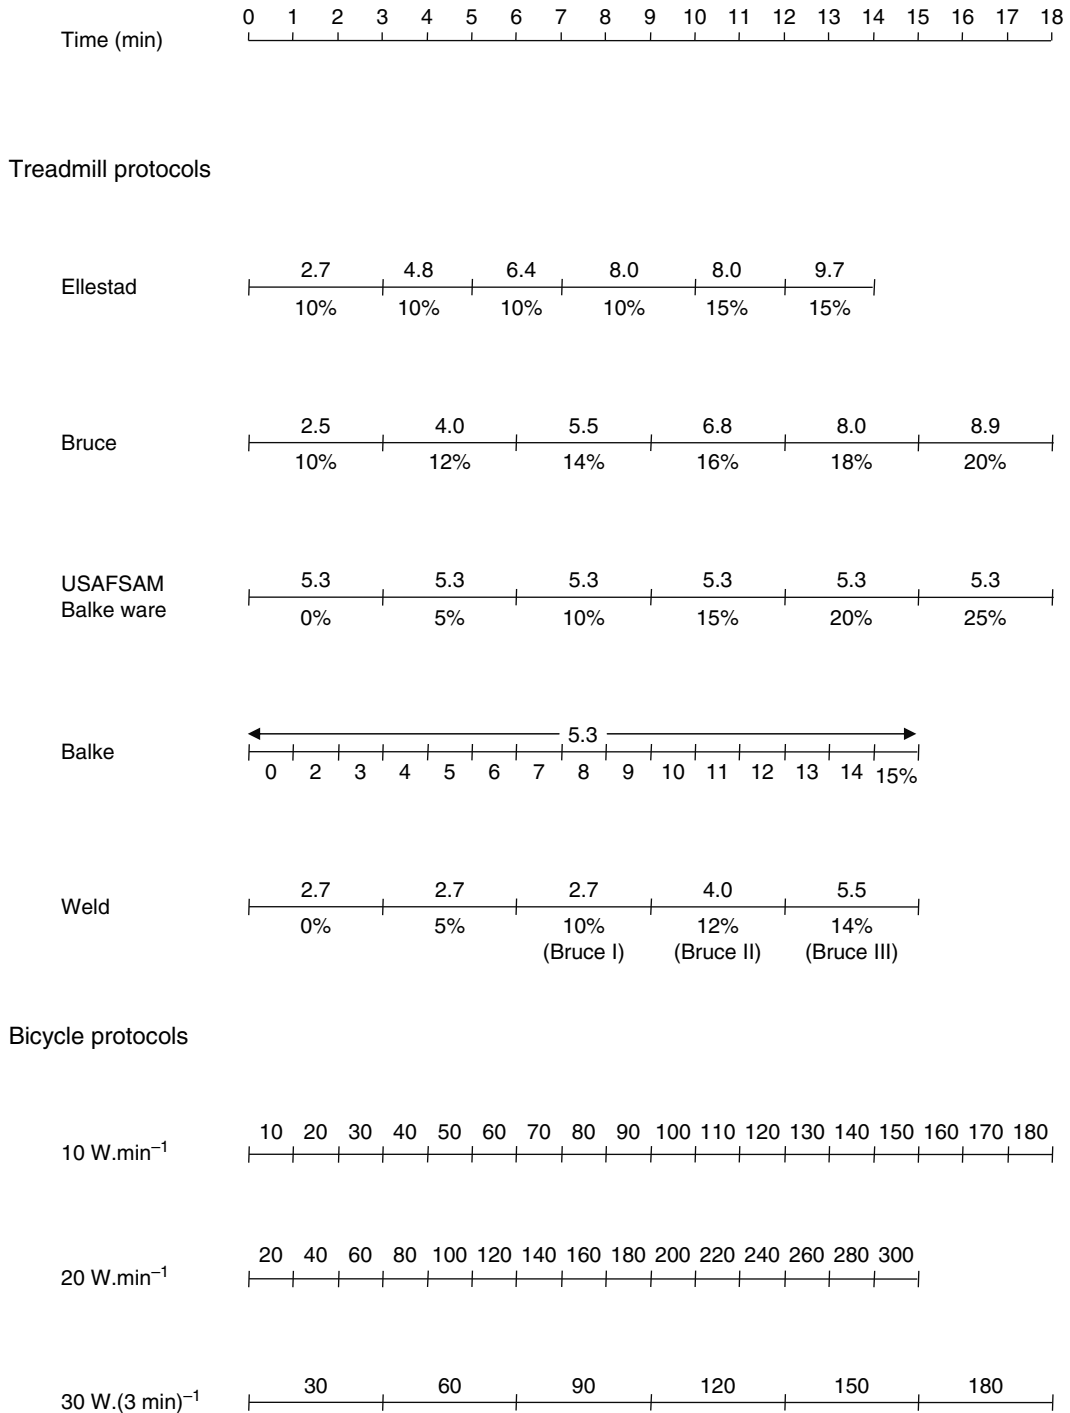 0 1 2 3 4 5 6 7 8 9 10 11 12 13 14 15 16 17 18
Time (min)
Treadmill protocols
2.7 4.8 6.4 8.0 8.0 9.7
Ellestad
10% 10% 10% 10% 15% 15%
2.5 4.0 5.5 6.8 8.0 8.9
Bruce
10% 12% 14% 16% 18% 20%
USAFSAM 5.3 5.3 5.3 5.3 5.3 5.3
Balke ware 0% 5% 10% 15% 20% 25%
5.3
Balke
0 2 3 4 5 6 7 8 9 10 11 12 13 14 15%
2.7 2.7 2.7 4.0 5.5
Weld
0% 5% 10% 12% 14%
(Bruce I) (Bruce II) (Bruce III)
Bicycle protocols
10 20 30 40 50 60 70 80 90 100 110 120 130 140 150 160 170 180
10 W.min⁻¹
20 40 60 80 100 120 140 160 180 200 220 240 260 280 300
20 W.min⁻¹
30 60 90 120 150 180
30 W.(3 min)⁻¹